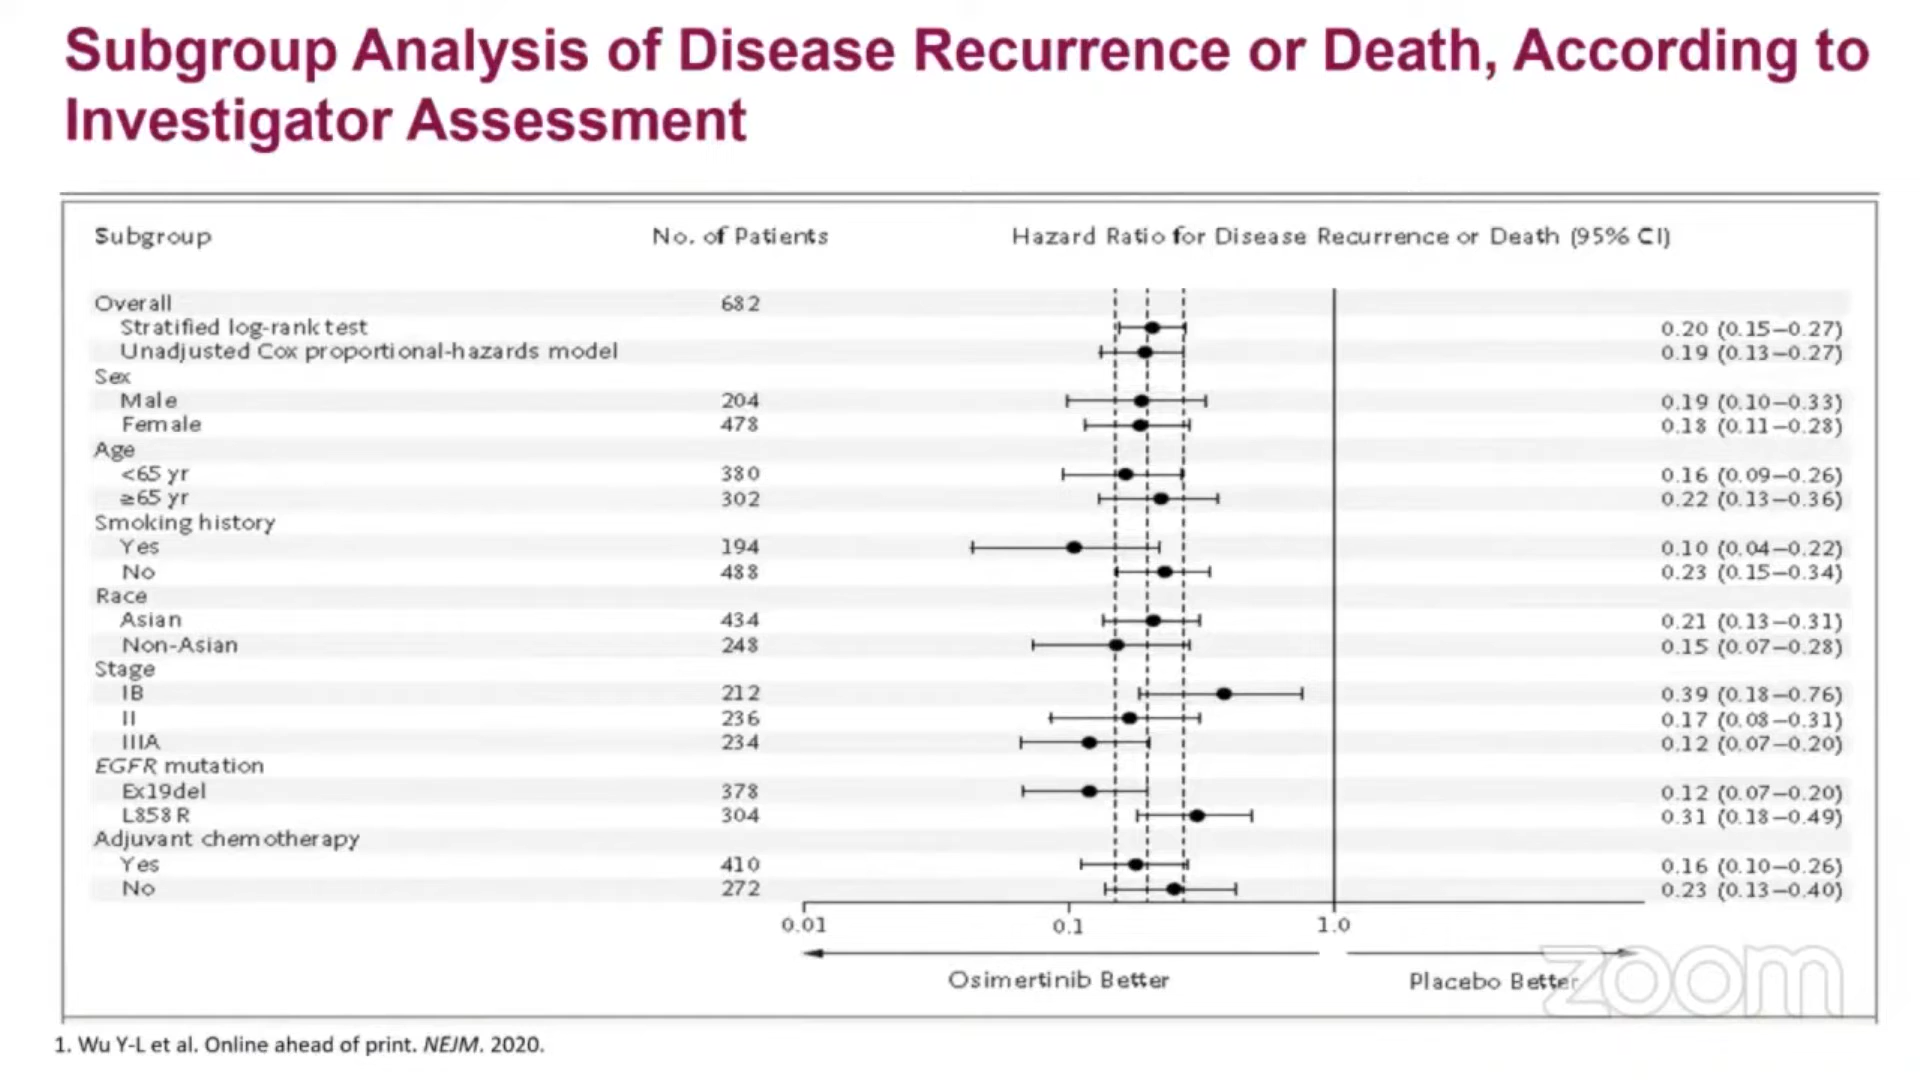 Subgroup Analysis of Disease Recurrence or Death, According to
Investigator Assessment
Subgroup No. of Patients Hazard Ratio for Disease Recurrence or Death (95% CI)
Overall 682
Stratified log-rank test 0.20 (0.15–0.27)
Unadjusted Cox proportional-hazards model 0.19 (0.13–0.27)
Sex
Male 204 0.19 (0.10–0.33)
Female 478 0.18 (0.11–0.28)
Age
<65 yr 380 0.16 (0.09–0.26)
≥65 yr 302 0.22 (0.13–0.36)
Smoking history
Yes 194 0.10 (0.04–0.22)
No 488 0.23 (0.15–0.34)
Race
Asian 434 0.21 (0.13–0.31)
Non-Asian 248 0.15 (0.07–0.28)
Stage
IB 212 0.39 (0.18–0.76)
II 236 0.17 (0.08–0.31)
IIIA 234 0.12 (0.07–0.20)
EGFR mutation
Ex19del 378 0.12 (0.07–0.20)
L858R 304 0.31 (0.18–0.49)
Adjuvant chemotherapy
Yes 410 0.16 (0.10–0.26)
No 272 0.23 (0.13–0.40)
0.01 0.1 1.0
Osimertinib Better Placebo Better
zoom
1. Wu Y-L et al. Online ahead of print. NEJM. 2020.